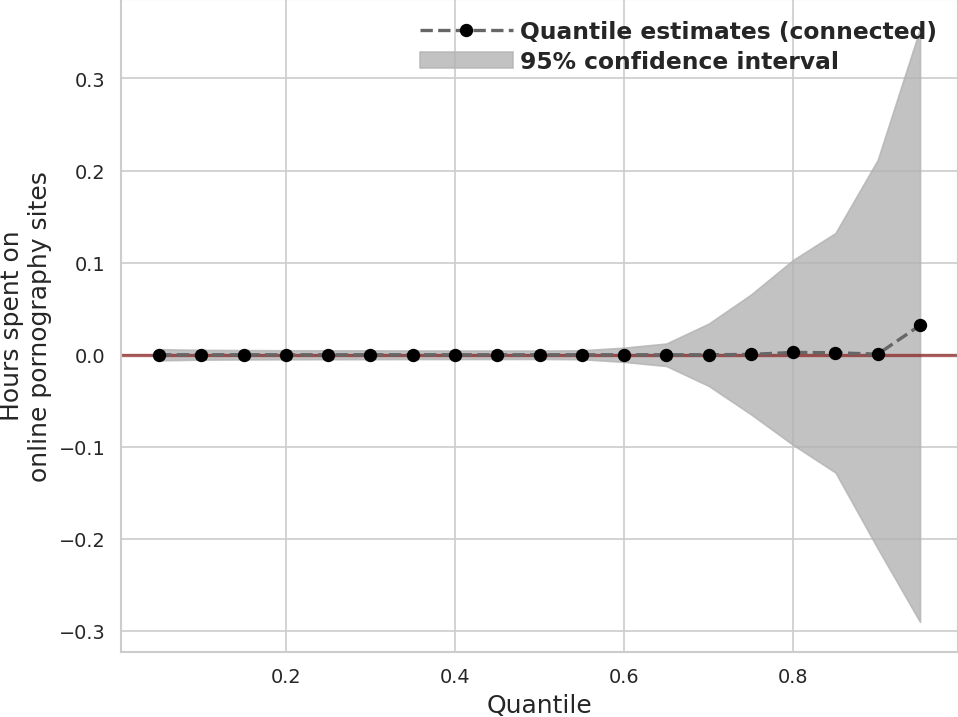 Quantile estimates (connected)
95% confidence interval
Hours spent on
online pornography sites
0.3
0.2
0.1
0.0
−0.1
−0.2
−0.3
0.2
0.4
0.6
0.8
Quantile